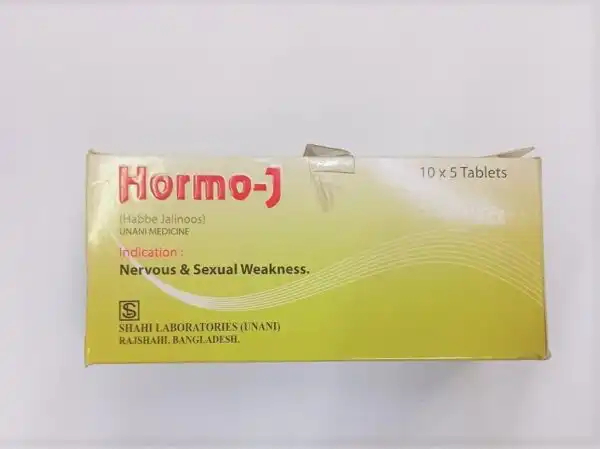 Hormo-J
10 x 5 Tablets
(Habbe Jalinoos)
UNANI MEDICINE
Indication :
Nervous & Sexual Weakness.
S
SHAHI LABORATORIES (UNANI)
RAJSHAHI. BANGLADESH.